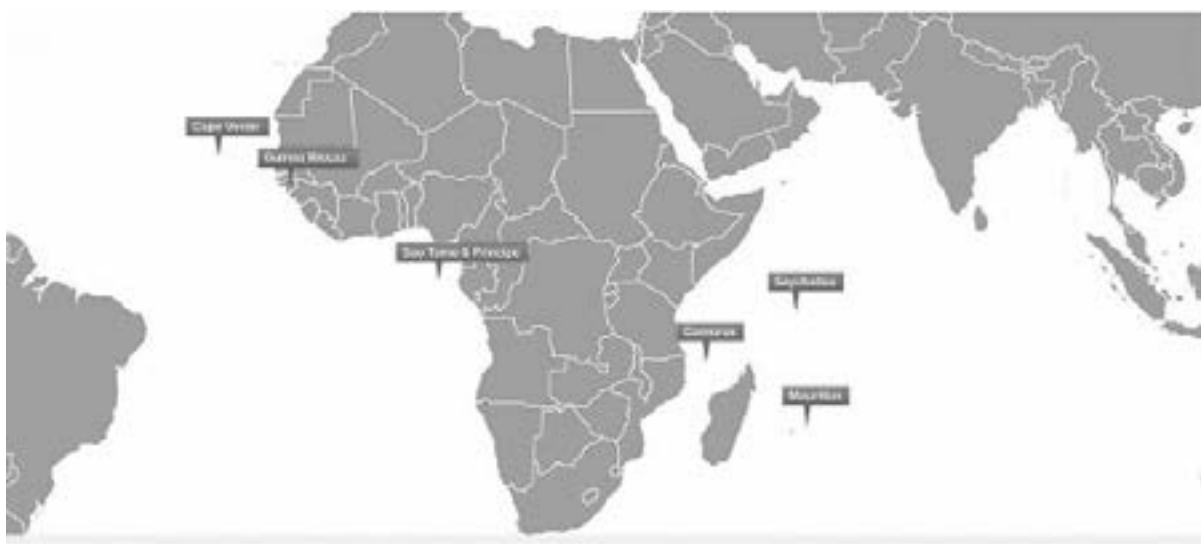 Cape Verde
Guinea Bissau
Sao Tome & Principe
Seychelles
Comoros
Mauritius